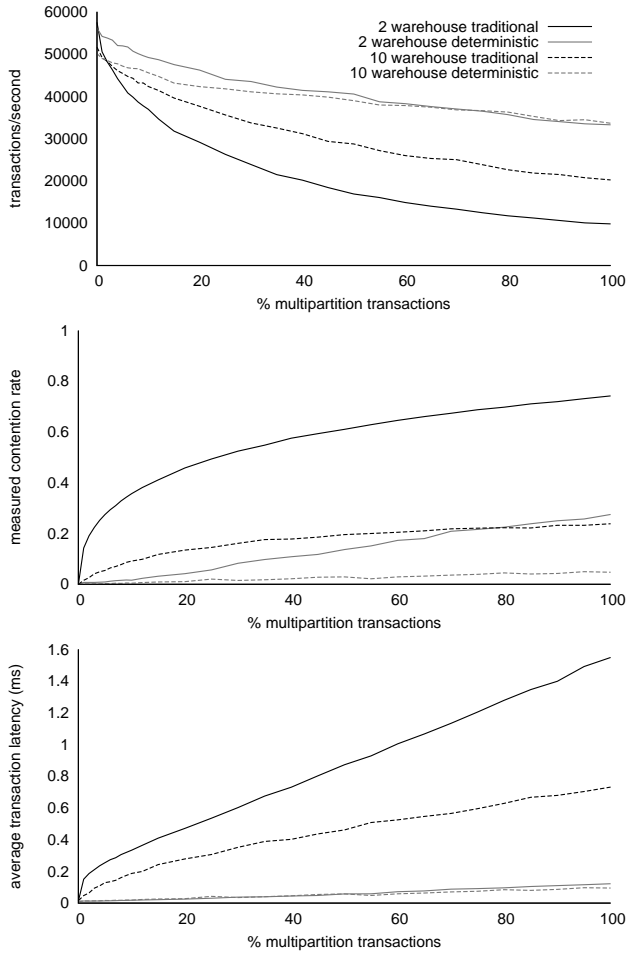 60000
50000
40000
30000
20000
10000
0
transactions/second
2 warehouse traditional
2 warehouse deterministic
10 warehouse traditional
10 warehouse deterministic
0 20 40 60 80 100
% multipartition transactions
1
0.8
0.6
0.4
0.2
0
measured contention rate
0 20 40 60 80 100
% multipartition transactions
1.6
1.4
1.2
1
0.8
0.6
0.4
0.2
0
average transaction latency (ms)
0 20 40 60 80 100
% multipartition transactions